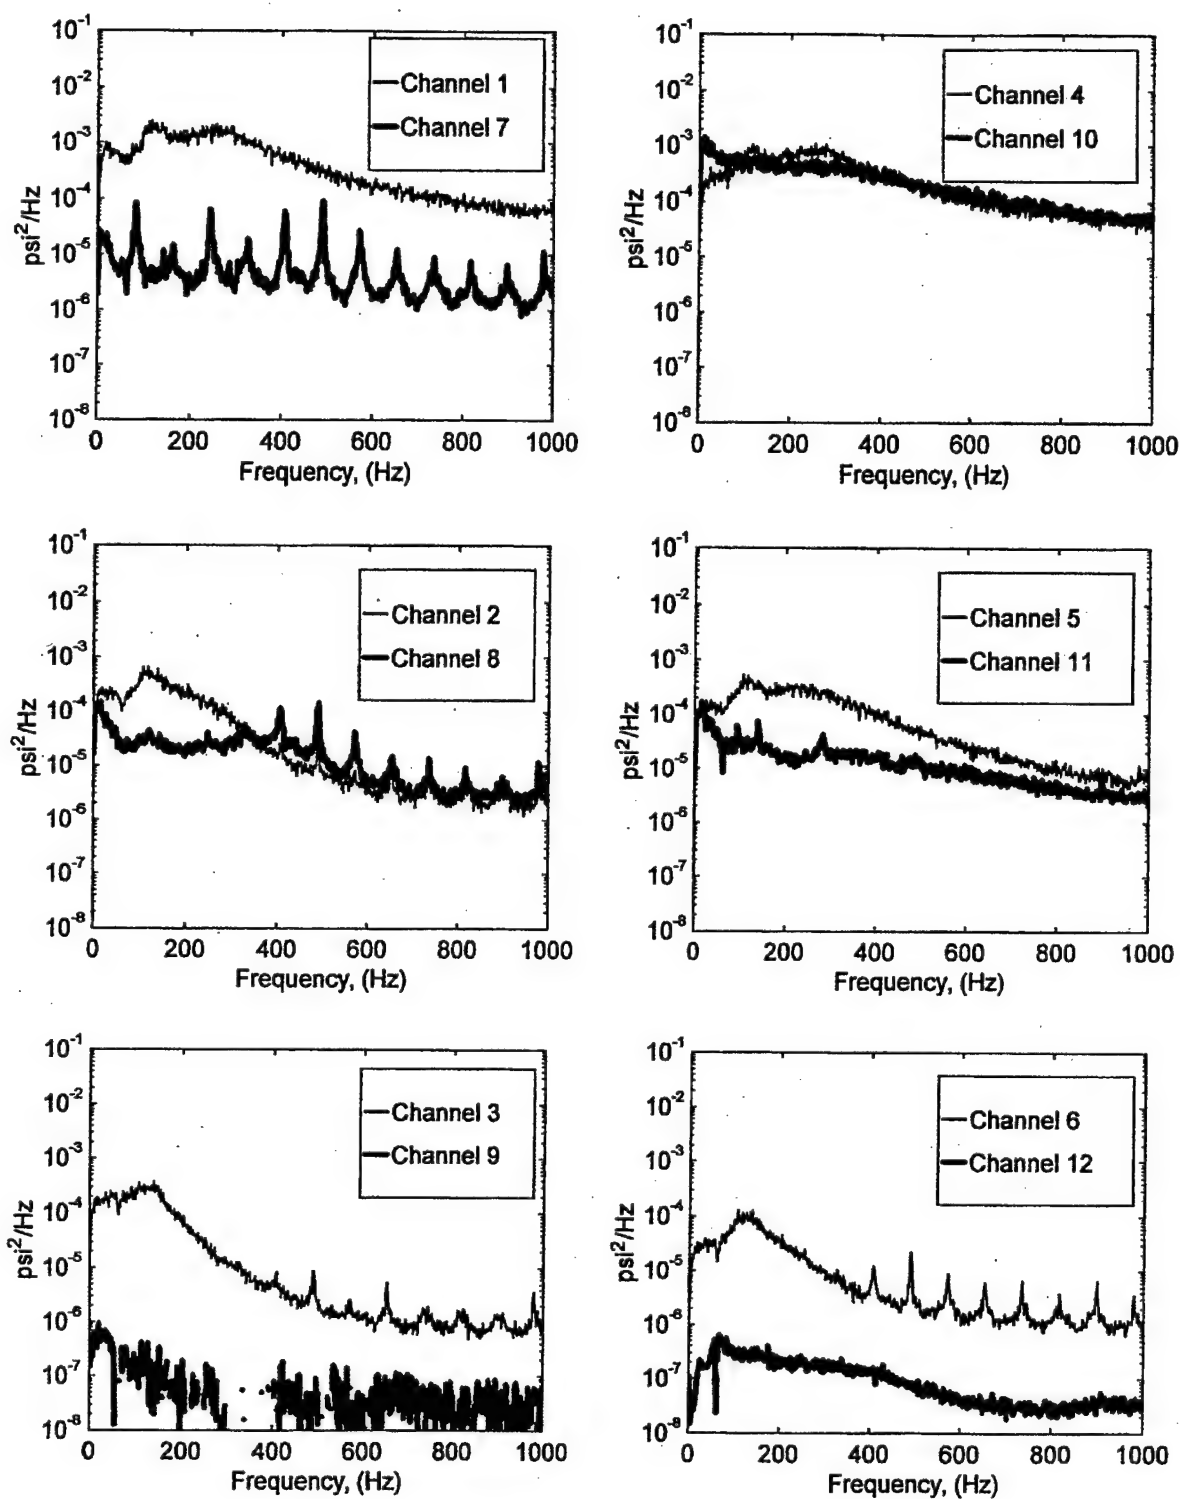 10-1
10-2
10-3
10-4
10-5
10-6
10-7
10-8
psi2/Hz
Channel 1
Channel 7
0 200 400 600 800 1000
Frequency, (Hz)
10-1
10-2
10-3
10-4
10-5
10-6
10-7
10-8
psi2/Hz
Channel 4
Channel 10
0 200 400 600 800 1000
Frequency, (Hz)
10-1
10-2
10-3
10-4
10-5
10-6
10-7
10-8
psi2/Hz
Channel 2
Channel 8
0 200 400 600 800 1000
Frequency, (Hz)
10-1
10-2
10-3
10-4
10-5
10-6
10-7
10-8
psi2/Hz
Channel 5
Channel 11
0 200 400 600 800 1000
Frequency, (Hz)
10-1
10-2
10-3
10-4
10-5
10-6
10-7
10-8
psi2/Hz
Channel 3
Channel 9
0 200 400 600 800 1000
Frequency, (Hz)
10-1
10-2
10-3
10-4
10-5
10-6
10-7
10-8
psi2/Hz
Channel 6
Channel 12
0 200 400 600 800 1000
Frequency, (Hz)